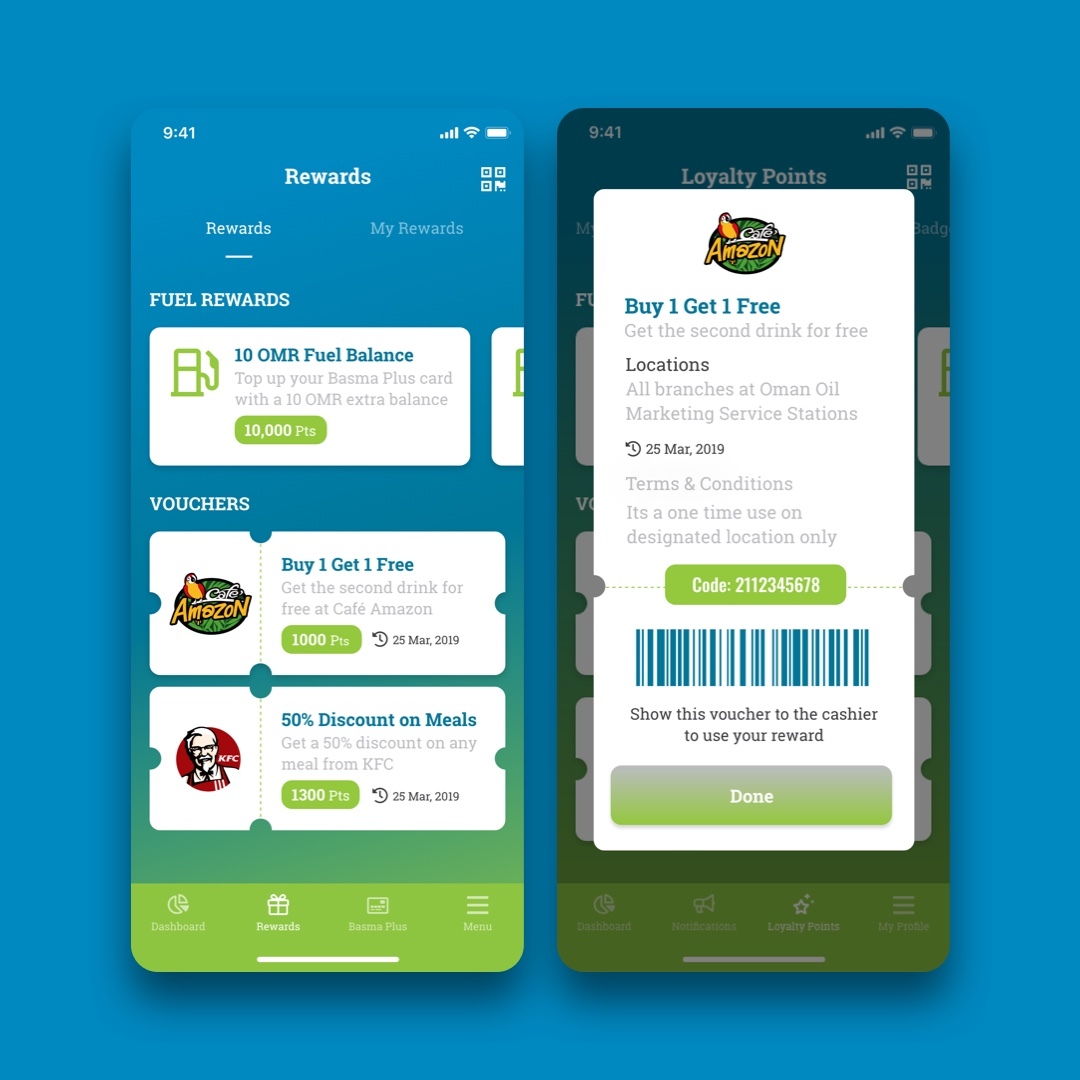 9:41
Rewards
Rewards
My Rewards
FUEL REWARDS
10 OMR Fuel Balance
Top up your Basma Plus card
with a 10 OMR extra balance
10,000 Pts
VOUCHERS
Café
Amazon
Buy 1 Get 1 Free
Get the second drink for
free at Café Amazon
1000 Pts
25 Mar, 2019
KFC
50% Discount on Meals
Get a 50% discount on any
meal from KFC
1300 Pts
25 Mar, 2019
Dashboard
Rewards
Basma Plus
Menu
9:41
Loyalty Points
My
Badg
FU
VO
Café
Amazon
Buy 1 Get 1 Free
Get the second drink for free
Locations
All branches at Oman Oil
Marketing Service Stations
25 Mar, 2019
Terms & Conditions
Its a one time use on
designated location only
Code: 2112345678
Show this voucher to the cashier
to use your reward
Done
Dashboard
Notifications
Loyalty Points
My Profile